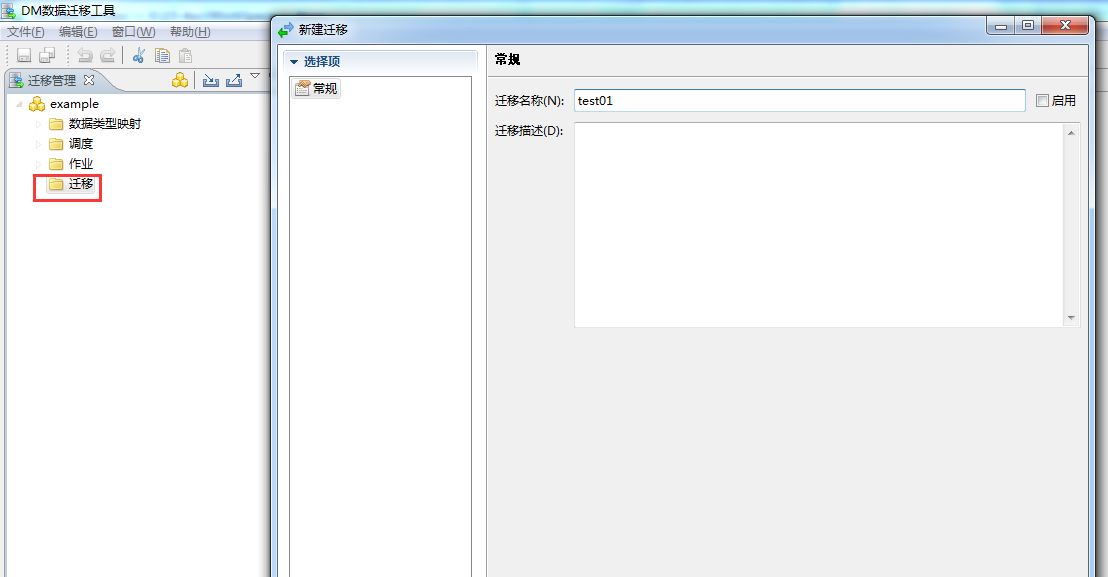 DM数据迁移工具
文件(F) 编辑(E) 窗口(W) 帮助(H)
迁移管理
example
数据类型映射
调度
作业
迁移
新建迁移
选择项
常规
常规
迁移名称(N): test01 启用
迁移描述(D):